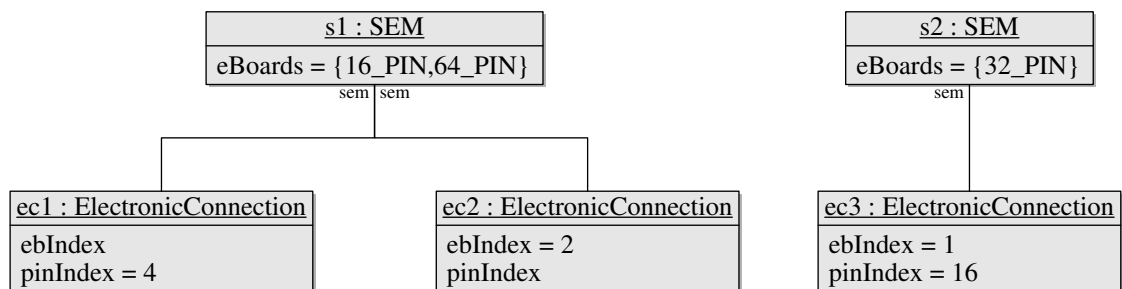 s1 : SEM
eBoards = {16_PIN,64_PIN}
sem sem
s2 : SEM
eBoards = {32_PIN}
sem
ec1 : ElectronicConnection
ebIndex
pinIndex = 4
ec2 : ElectronicConnection
ebIndex = 2
pinIndex
ec3 : ElectronicConnection
ebIndex = 1
pinIndex = 16